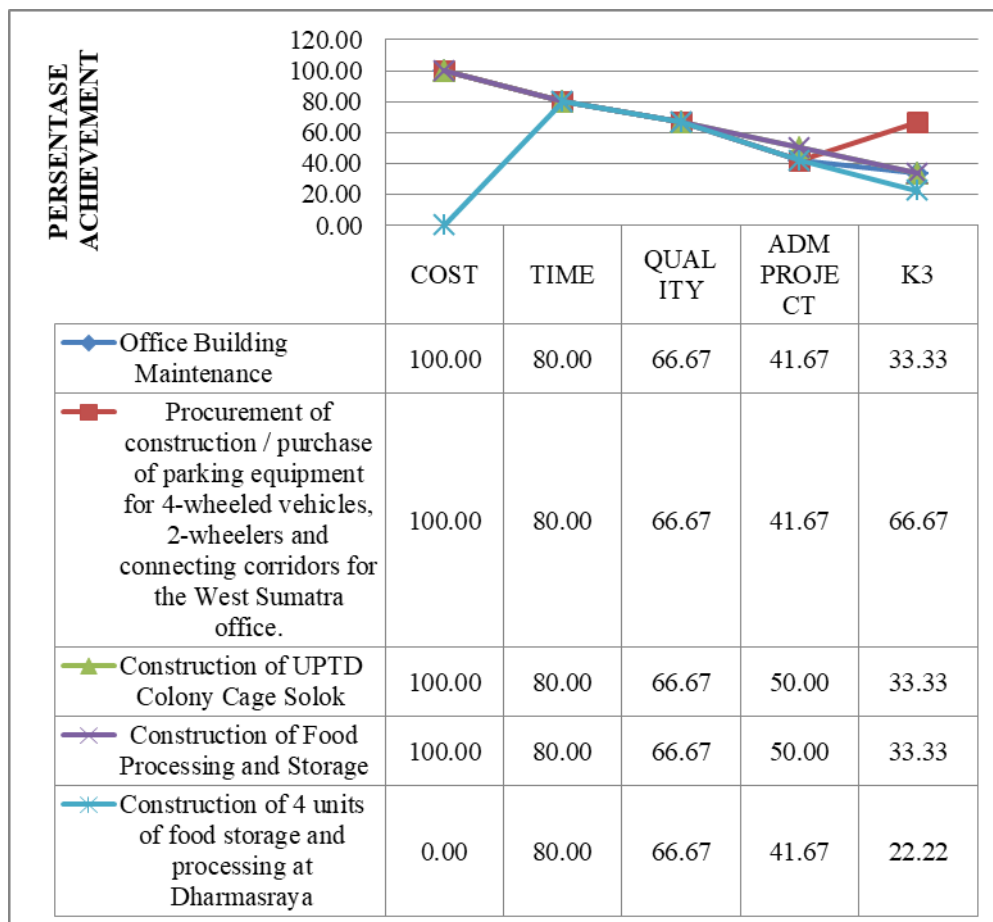 PERSENTASE
ACHIEVEMENT
120.00
100.00
80.00
60.00
40.00
20.00
0.00
COST TIME QUAL
ITY ADM
PROJE
CT K3
Office Building
Maintenance
100.00 80.00 66.67 41.67 33.33
Procurement of
construction / purchase
of parking equipment
for 4-wheeled vehicles,
2-wheelers and
connecting corridors for
the West Sumatra
office.
100.00 80.00 66.67 41.67 66.67
Construction of UPTD
Colony Cage Solok
100.00 80.00 66.67 50.00 33.33
Construction of Food
Processing and Storage
100.00 80.00 66.67 50.00 33.33
Construction of 4 units
of food storage and
processing at
Dharmasraya
0.00 80.00 66.67 41.67 22.22